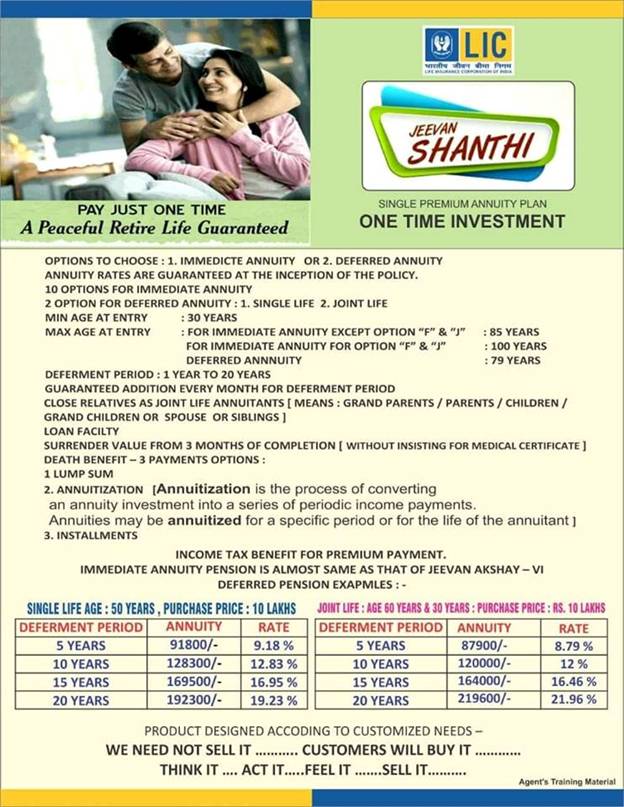 LIC
भारतीय जीवन बीमा निगम
LIFE INSURANCE CORPORATION OF INDIA
JEEVAN
SHANTHI
PAY JUST ONE TIME
A Peaceful Retire Life Guaranteed
SINGLE PREMIUM ANNUITY PLAN
ONE TIME INVESTMENT
OPTIONS TO CHOOSE : 1. IMMEDICTE ANNUITY OR 2. DEFERRED ANNUITY
ANNUITY RATES ARE GUARANTEED AT THE INCEPTION OF THE POLICY.
10 OPTIONS FOR IMMEDIATE ANNUITY
2 OPTION FOR DEFERRED ANNUITY : 1. SINGLE LIFE 2. JOINT LIFE
MIN AGE AT ENTRY : 30 YEARS
MAX AGE AT ENTRY : FOR IMMEDIATE ANNUITY EXCEPT OPTION “F” & “J” : 85 YEARS
FOR IMMEDIATE ANNUITY FOR OPTION “F” & “J” : 100 YEARS
DEFERRED ANNNUITY : 79 YEARS
DEFERMENT PERIOD : 1 YEAR TO 20 YEARS
GUARANTEED ADDITION EVERY MONTH FOR DEFERMENT PERIOD
CLOSE RELATIVES AS JOINT LIFE ANNUITANTS [ MEANS : GRAND PARENTS / PARENTS / CHILDREN /
GRAND CHILDREN OR SPOUSE OR SIBLINGS ]
LOAN FACILTY
SURRENDER VALUE FROM 3 MONTHS OF COMPLETION [ WITHOUT INSISTING FOR MEDICAL CERTIFICATE ]
DEATH BENEFIT – 3 PAYMENTS OPTIONS :
1 LUMP SUM
2. ANNUITIZATION [Annuitization is the process of converting
an annuity investment into a series of periodic income payments.
Annuities may be annuitized for a specific period or for the life of the annuitant ]
3. INSTALLMENTS
INCOME TAX BENEFIT FOR PREMIUM PAYMENT.
IMMEDIATE ANNUITY PENSION IS ALMOST SAME AS THAT OF JEEVAN AKSHAY – VI
DEFERRED PENSION EXAPMLES : -
SINGLE LIFE AGE : 50 YEARS , PURCHASE PRICE : 10 LAKHS
DEFERMENT PERIOD ANNUITY RATE
5 YEARS 91800/- 9.18 %
10 YEARS 128300/- 12.83 %
15 YEARS 169500/- 16.95 %
20 YEARS 192300/- 19.23 %
JOINT LIFE : AGE 60 YEARS & 30 YEARS : PURCHASE PRICE : RS. 10 LAKHS
DEFERMENT PERIOD ANNUITY RATE
5 YEARS 87900/- 8.79 %
10 YEARS 120000/- 12 %
15 YEARS 164000/- 16.46 %
20 YEARS 219600/- 21.96 %
PRODUCT DESIGNED ACCODING TO CUSTOMIZED NEEDS –
WE NEED NOT SELL IT ........... CUSTOMERS WILL BUY IT ............
THINK IT .... ACT IT.....FEEL IT .......SELL IT..........
Agent's Training Material